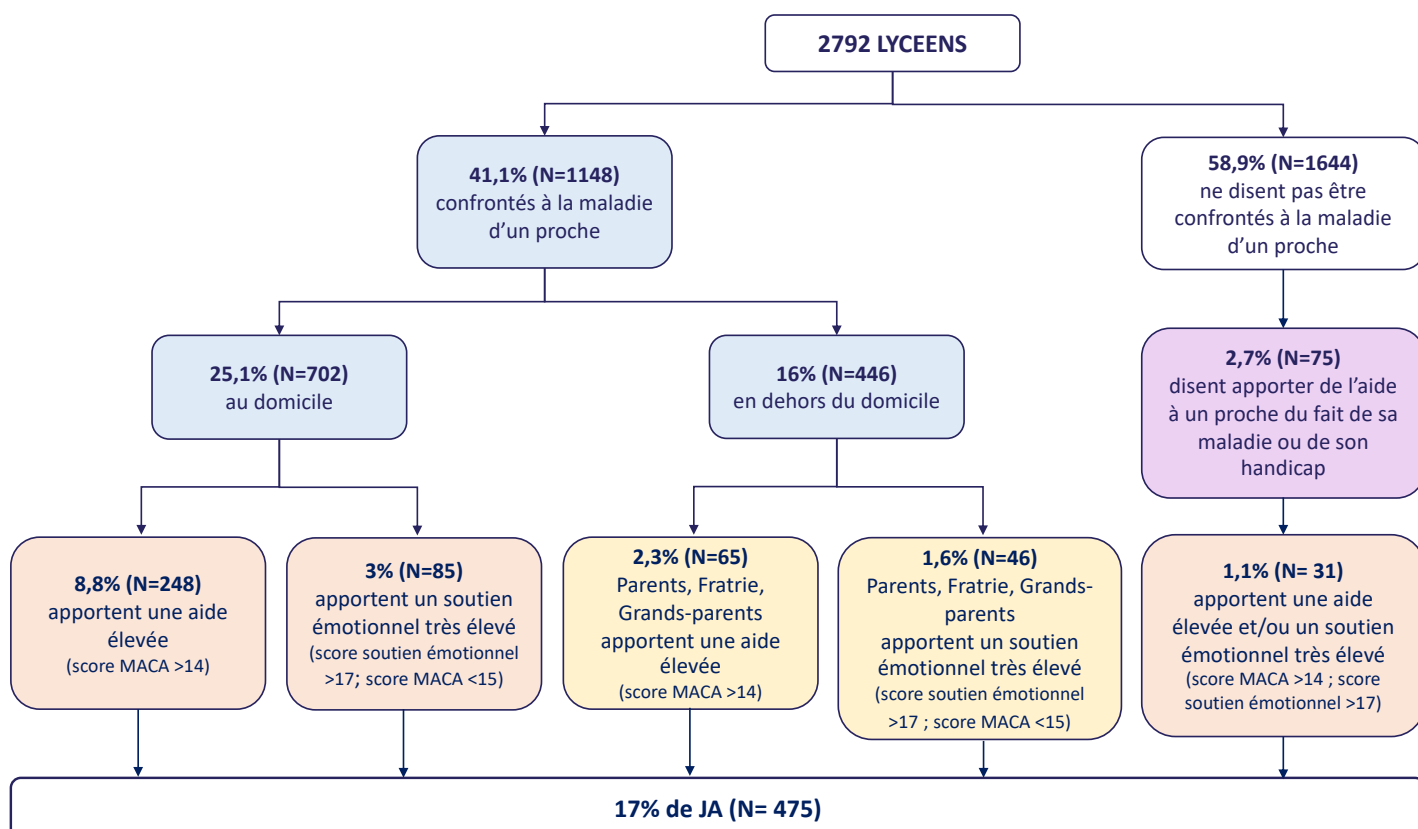 2792 LYCEENS
41,1% (N=1148)
confrontés à la maladie
d’un proche
58,9% (N=1644)
ne disent pas être
confrontés à la maladie
d’un proche
25,1% (N=702)
au domicile
16% (N=446)
en dehors du domicile
2,7% (N=75)
disent apporter de l’aide
à un proche du fait de sa
maladie ou de son
handicap
8,8% (N=248)
apportent une aide
élevée
(score MACA >14)
3% (N=85)
apportent un soutien
émotionnel très élevé
(score soutien émotionnel
>17; score MACA <15)
2,3% (N=65)
Parents, Fratrie,
Grands-parents
apportent une aide
élevée
(score MACA >14)
1,6% (N=46)
Parents, Fratrie, Grands-
parents
apportent un soutien
émotionnel très élevé
(score soutien émotionnel
>17 ; score MACA <15)
1,1% (N= 31)
apportent une aide
élevée et/ou un soutien
émotionnel très élevé
(score MACA >14 ; score
soutien émotionnel >17)
17% de JA (N= 475)